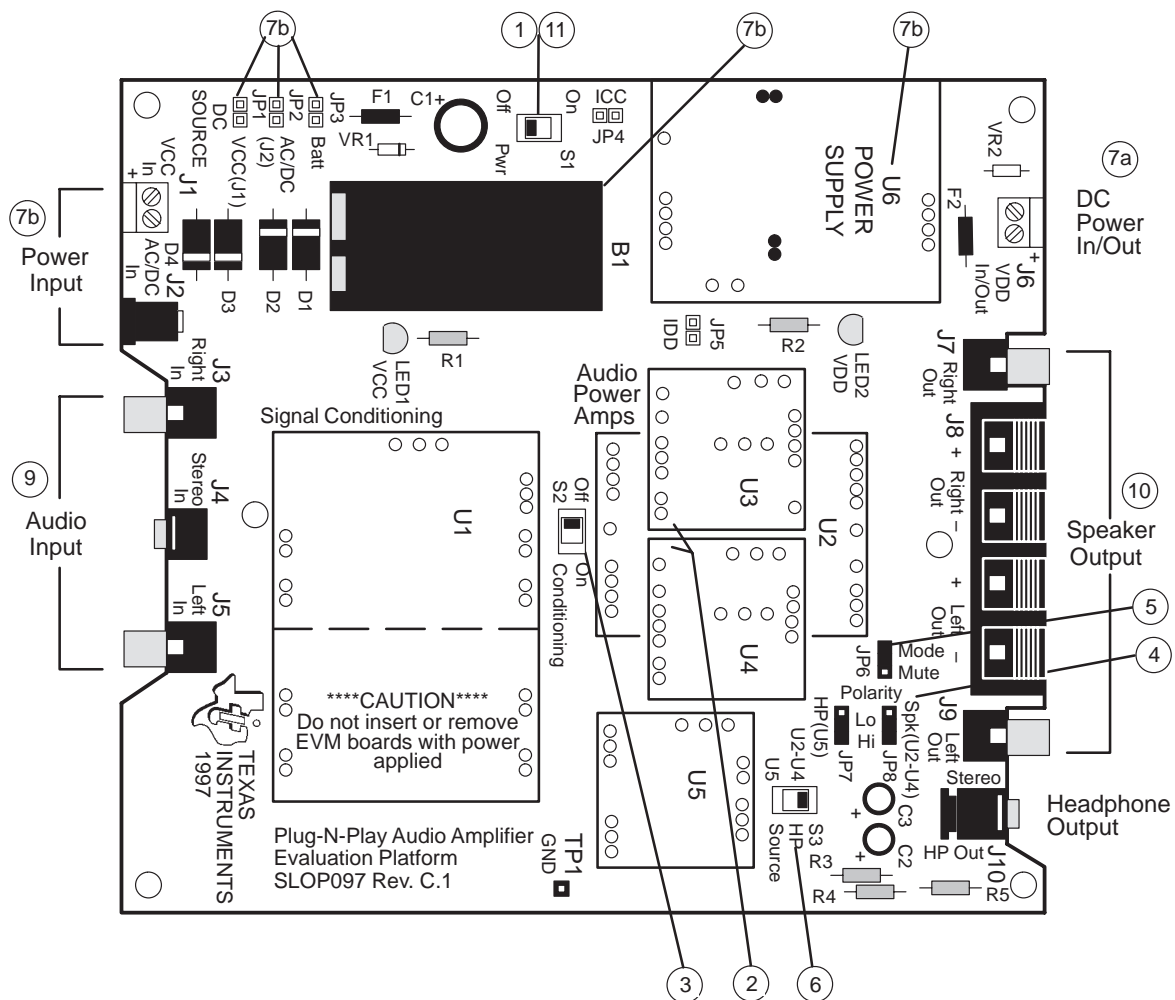 7b
1
11
7b
7b
DC
SOURCE
JP1
VCC(J1)
JP2
AC/DC
(J2)
JP3
Batt
F1
VR1
C1+
Off
On
Pwr
S1
ICC
JP4
U6
POWER
SUPPLY
VR2
F2
7a
DC
Power
In/Out
+
J6
VDD
In/Out
7b
Power
Input
+
VCC
In
J1
D4
AC/DC
In
J2
D3
D2
D1
B1
LED1
VCC
R1
IDD
JP5
R2
LED2
VDD
J7
Right
Out
J3
Right
In
Signal Conditioning
Audio
Power
Amps
J8
+
Right
Out
–
9
Audio
Input
J4
Stereo
In
U1
Off
S2
On
Conditioning
U3
U2
10
Speaker
Output
+
Left
Out
–
5
J5
Left
In
U4
JP6
Mode
Mute
4
****CAUTION****
Do not insert or remove
EVM boards with power
applied
Polarity
HP(U5)
Lo
Hi
JP7
JP8
Spk(U2-U4)
J9
Left
Out
TEXAS
INSTRUMENTS
1997
U5
U2-U4
U5
S3
HP
Source
+
C3
C2
+
Stereo
HP Out
J10
Headphone
Output
Plug-N-Play Audio Amplifier
Evaluation Platform
SLOP097 Rev. C.1
TP1
GND
R3
R4
R5
3
2
6